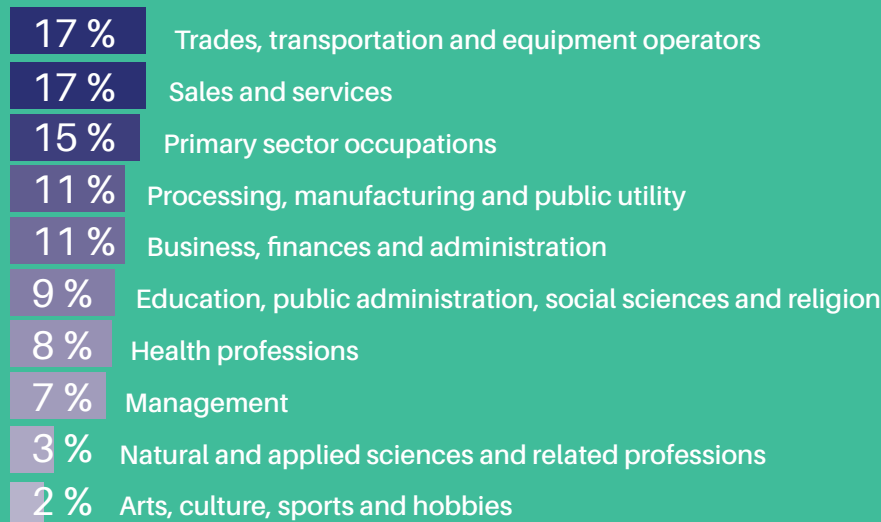 17 % Trades, transportation and equipment operators
17 % Sales and services
15 % Primary sector occupations
11 % Processing, manufacturing and public utility
11 % Business, finances and administration
9 % Education, public administration, social sciences and religion
8 % Health professions
7 % Management
3 % Natural and applied sciences and related professions
2 % Arts, culture, sports and hobbies